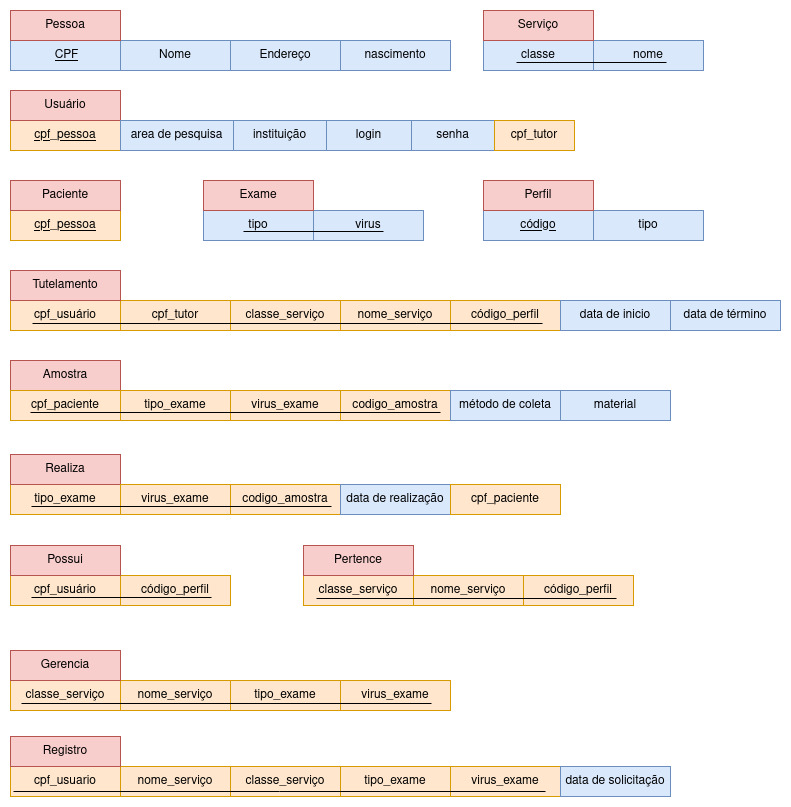 Pessoa Serviço
CPF Nome Endereço nascimento classe nome
Usuário
cpf_pessoa area de pesquisa instituição login senha cpf_tutor
Paciente Exame Perfil
cpf_pessoa tipo virus código tipo
Tutelamento
cpf_usuário cpf_tutor classe_serviço nome_serviço código_perfil data de inicio data de término
Amostra
cpf_paciente tipo_exame virus_exame codigo_amostra método de coleta material
Realiza
tipo_exame virus_exame codigo_amostra data de realização cpf_paciente
Possui Pertence
cpf_usuário código_perfil classe_serviço nome_serviço código_perfil
Gerencia
classe_serviço nome_serviço tipo_exame virus_exame
Registro
cpf_usuario nome_serviço classe_serviço tipo_exame virus_exame data de solicitação